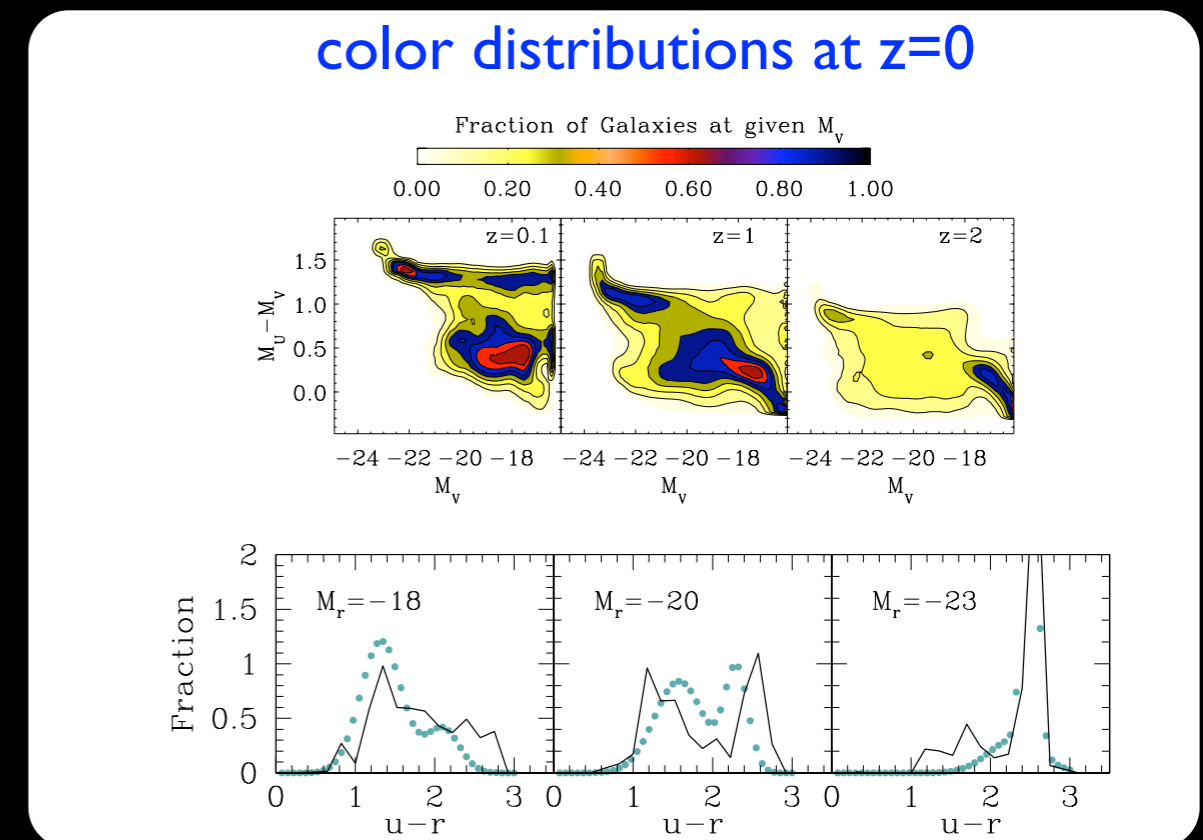 color distributions at z=0
Fraction of Galaxies at given M_v
0.00 0.20 0.40 0.60 0.80 1.00
z=0.1 z=1 z=2
1.5
1.0
0.5
0.0
M_U-M_v
-24 -22 -20 -18 -24 -22 -20 -18 -24 -22 -20 -18
M_v M_v M_v
2
1.5
1
0.5
0
Fraction
M_r=-18 M_r=-20 M_r=-23
0 1 2 3 0 1 2 3 0 1 2 3
u-r u-r u-r